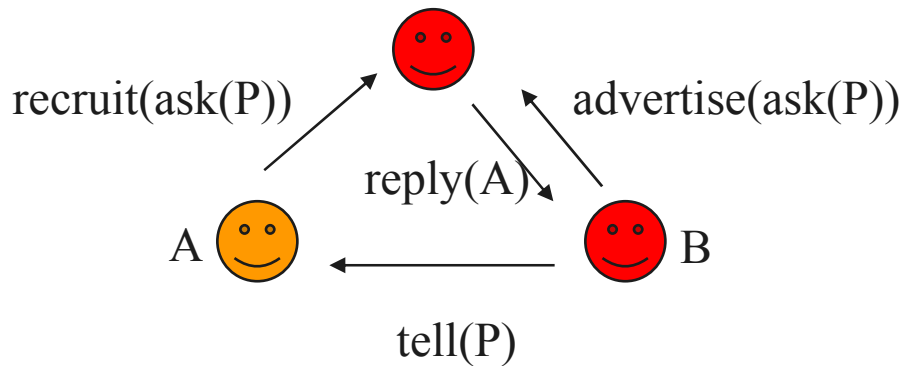 recruit(ask(P))
advertise(ask(P))
reply(A)
A
B
tell(P)